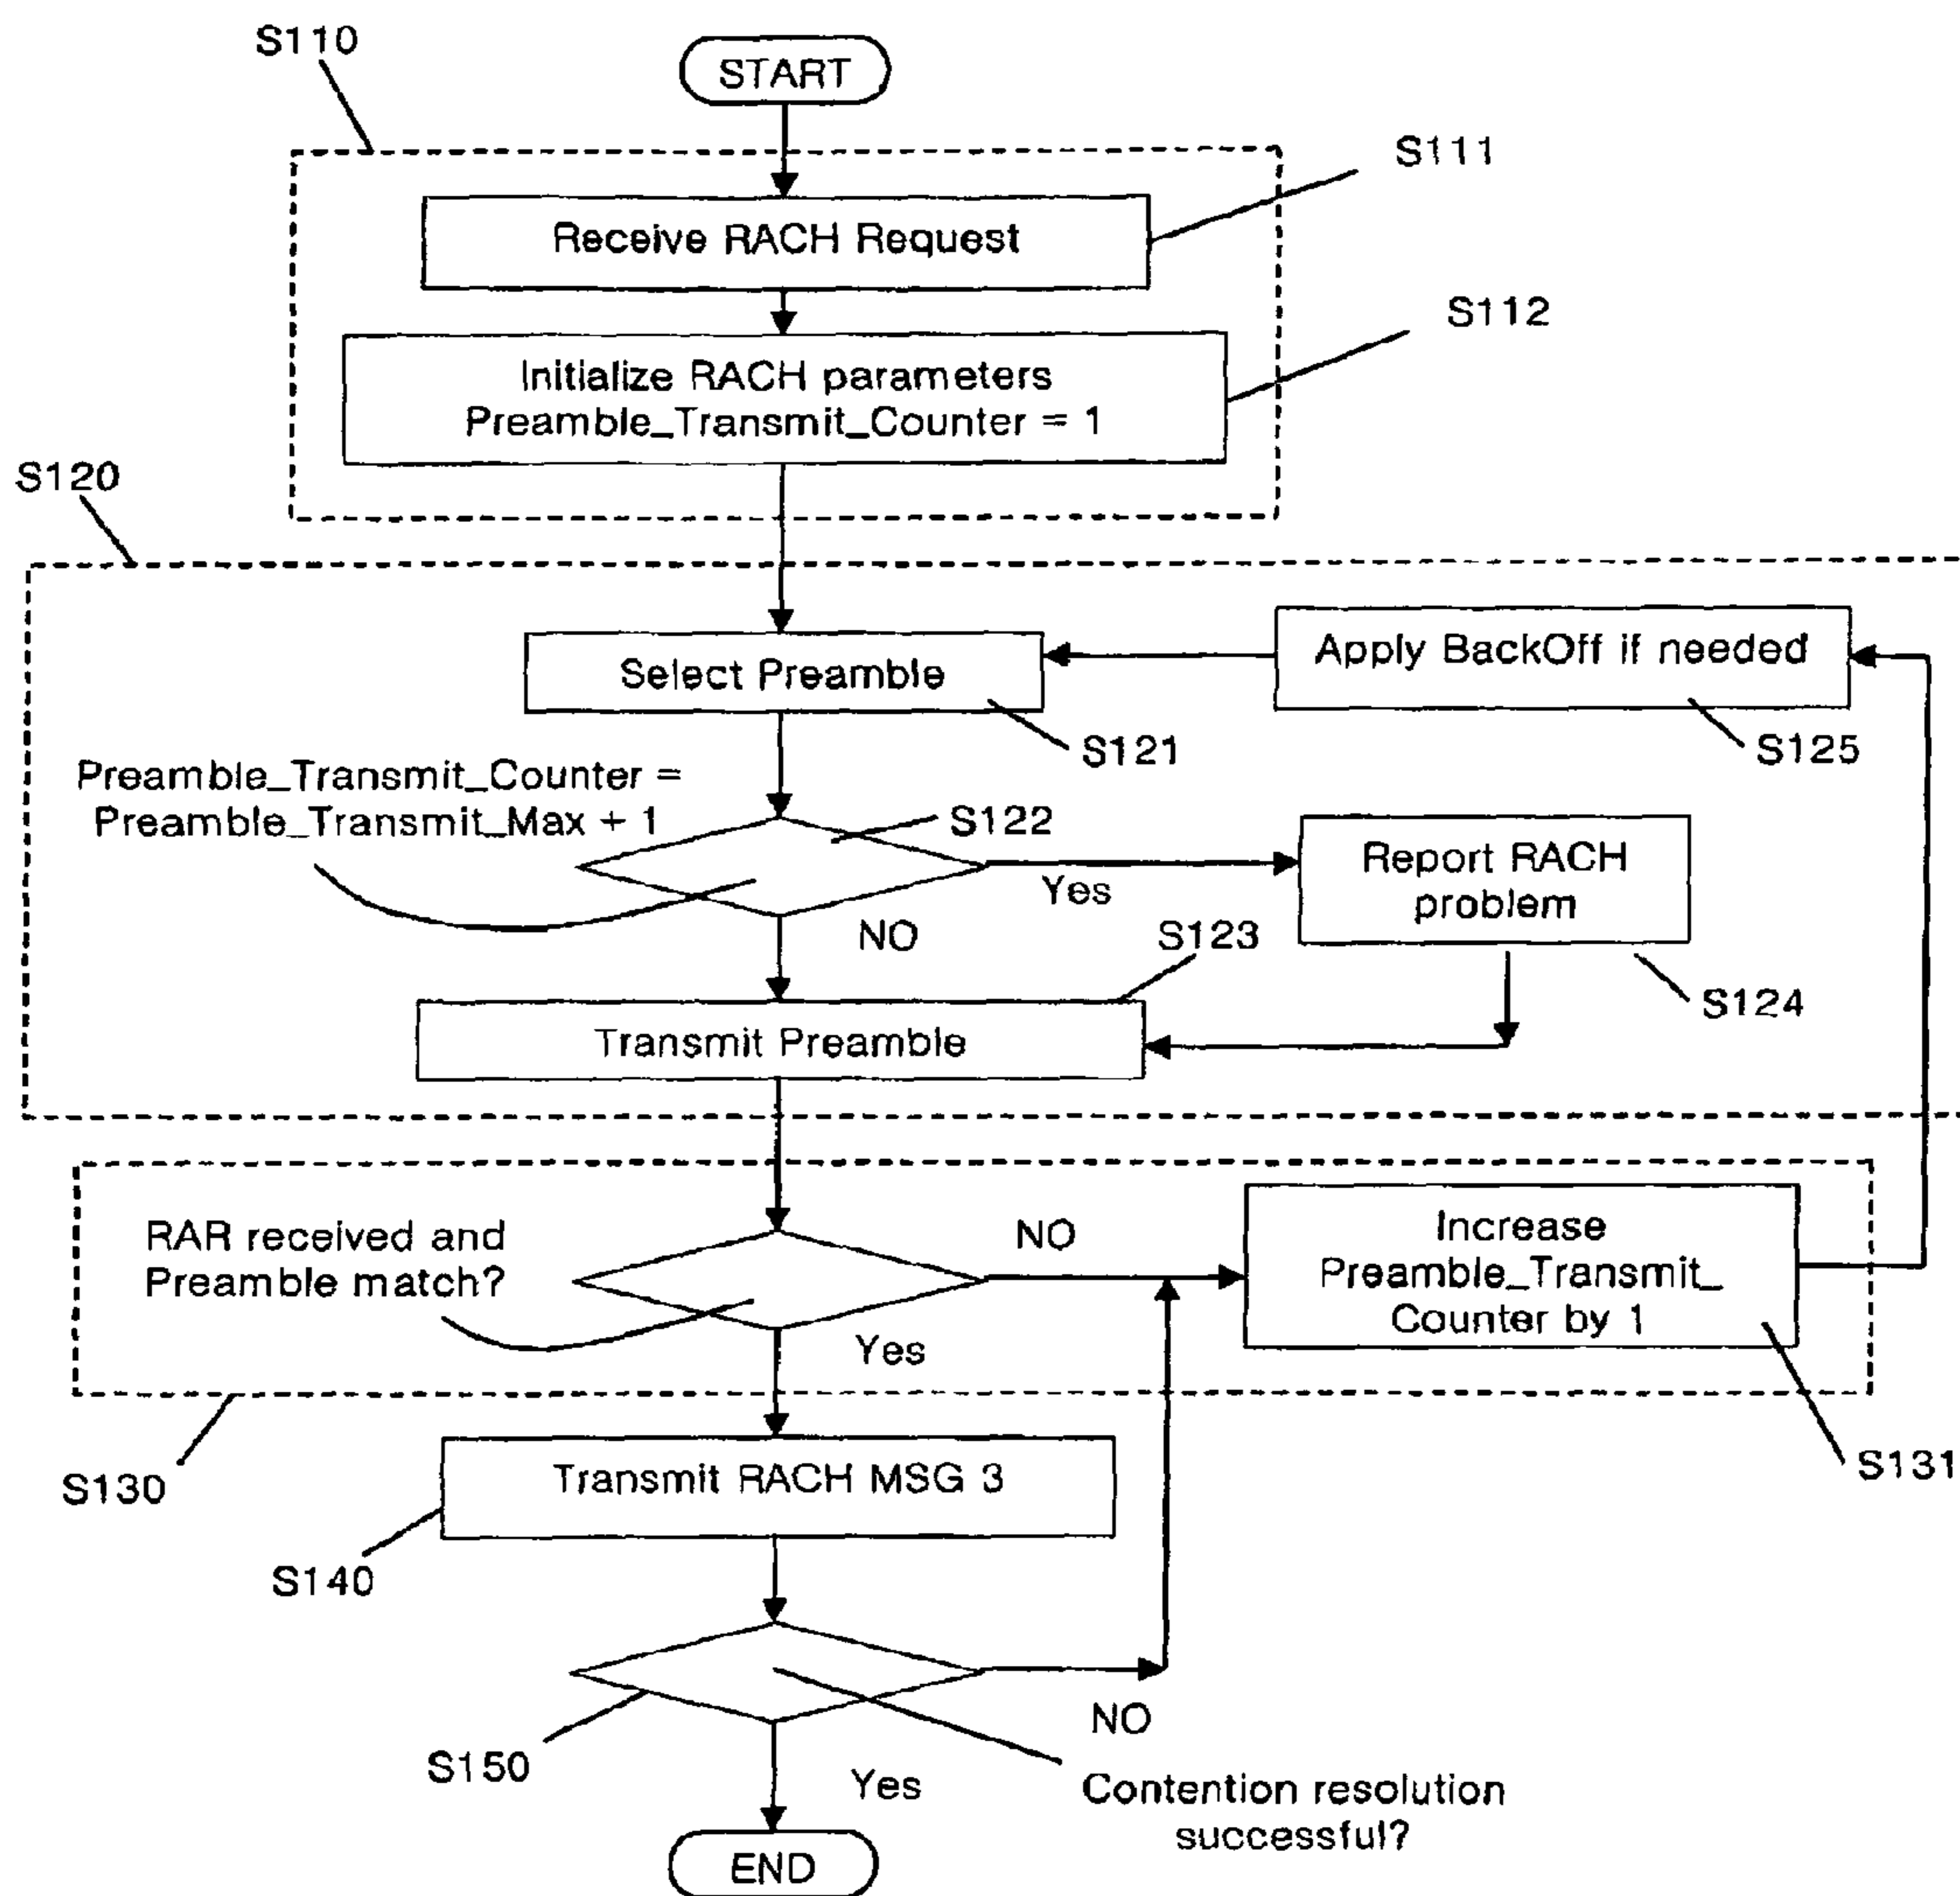 S110
START
S111
Receive RACH Request
S112
Initialize RACH parameters
Preamble_Transmit_Counter = 1
S120
Apply BackOff if needed
Select Preamble
S121
S125
Preamble_Transmit_Counter =
Preamble_Transmit_Max + 1
S122
Report RACH
problem
Yes
NO
S123
S124
Transmit Preamble
RAR received and
Preamble match?
NO
Increase
Preamble_Transmit_
Counter by 1
Yes
S130
S131
Transmit RACH MSG 3
S140
NO
S150
Yes
Contention resolution
successful?
END